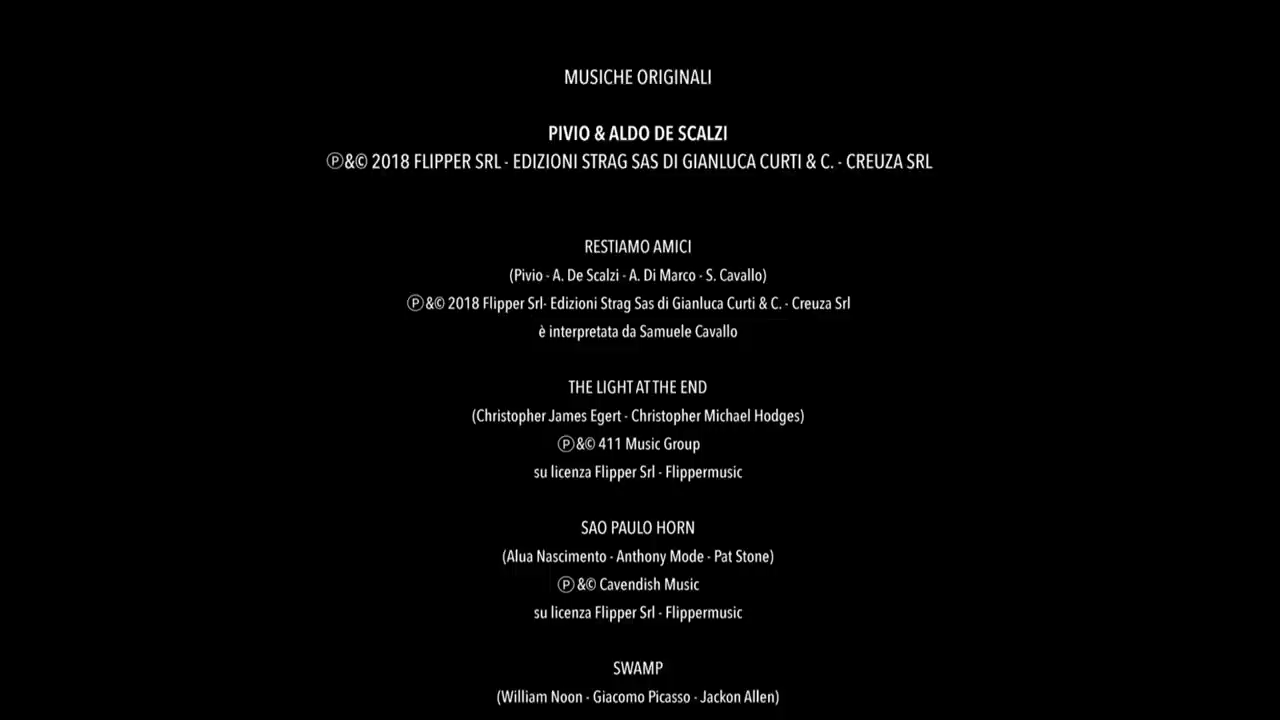 MUSICHE ORIGINALI
PIVIO & ALDO DE SCALZI
Ⓟ&© 2018 FLIPPER SRL - EDIZIONI STRAG SAS DI GIANLUCA CURTI & C. - CREUZA SRL
RESTIAMO AMICI
(Pivio - A. De Scalzi - A. Di Marco - S. Cavallo)
Ⓟ&© 2018 Flipper Srl- Edizioni Strag Sas di Gianluca Curti & C. - Creuza Srl
è interpretata da Samuele Cavallo
THE LIGHT AT THE END
(Christopher James Egert - Christopher Michael Hodges)
Ⓟ&© 411 Music Group
su licenza Flipper Srl - Flippermusic
SAO PAULO HORN
(Alua Nascimento - Anthony Mode - Pat Stone)
Ⓟ&© Cavendish Music
su licenza Flipper Srl - Flippermusic
SWAMP
(William Noon - Giacomo Picasso - Jackon Allen)